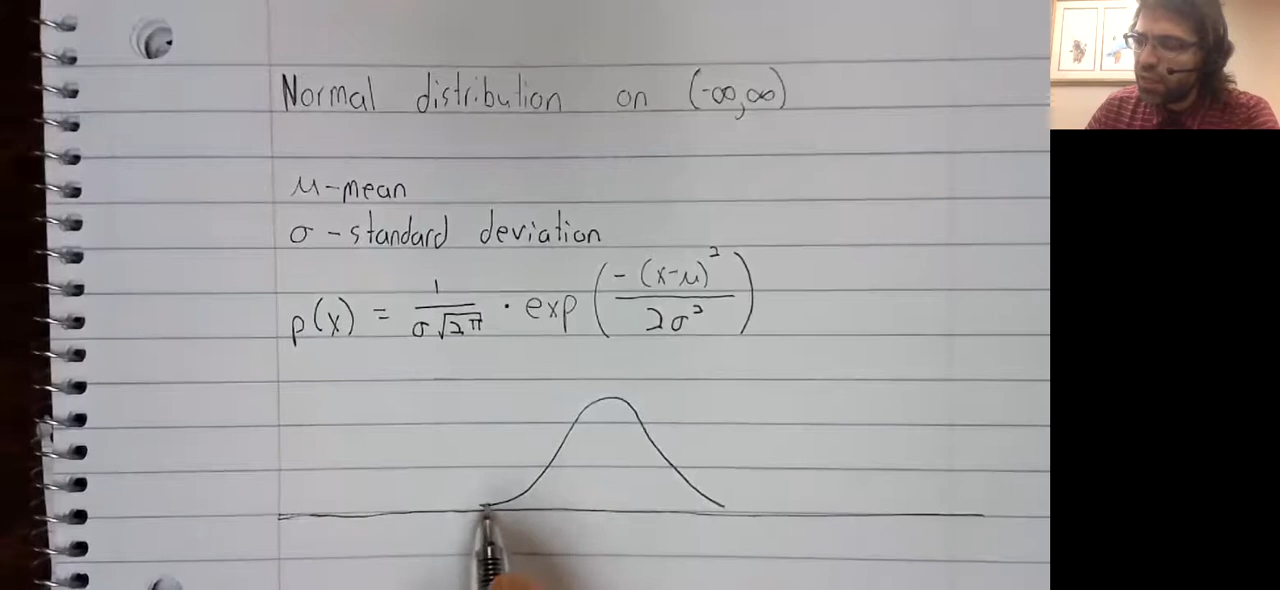 Normal distribution on (-∞,∞)
μ-mean
σ-standard deviation
p(x) = 1/(σ√2π) · exp(-(x-μ)²/2σ²)